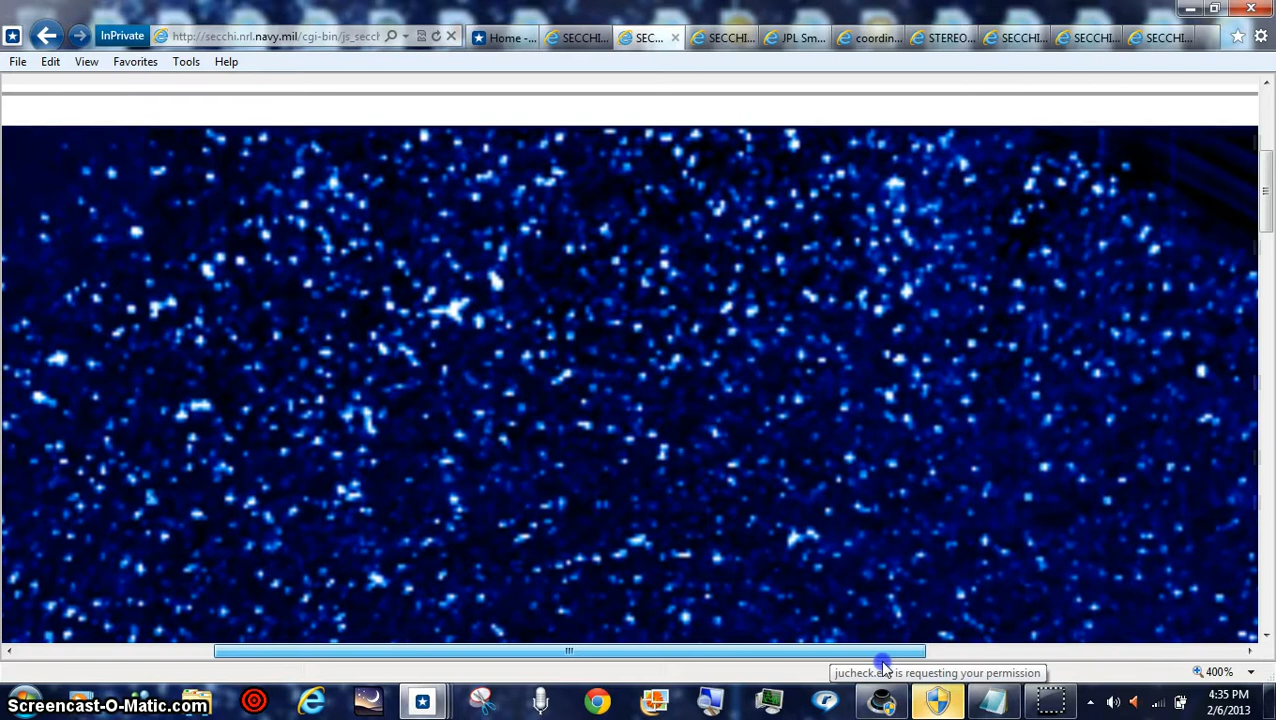 InPrivate
http://secchi.nrl.navy.mil/cgi-bin/js_secch
Home -...
SECCHI...
SEC...
SECCHI...
JPL Sm...
coordin...
STEREO...
SECCHI...
SECCHI...
SECCHI...
File Edit View Favorites Tools Help
jucheck.exe is requesting your permission
400%
Screencast-O-Matic.com
4:35 PM
2/6/2013